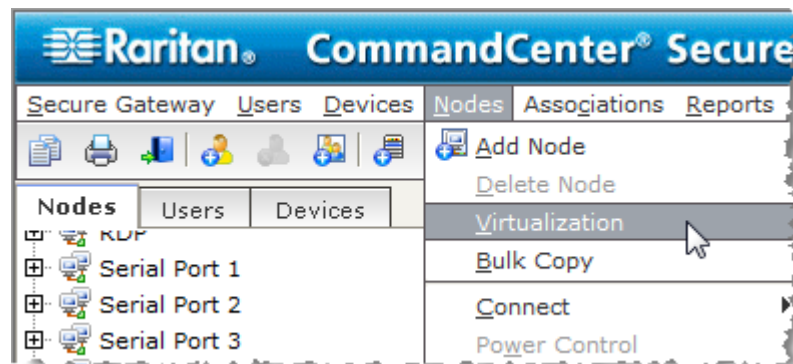 Raritan® CommandCenter® Secure
Secure Gateway Users Devices Nodes Associations Reports
Add Node
Delete Node
Virtualization
Bulk Copy
Connect
Power Control
Nodes Users Devices
RDP
Serial Port 1
Serial Port 2
Serial Port 3